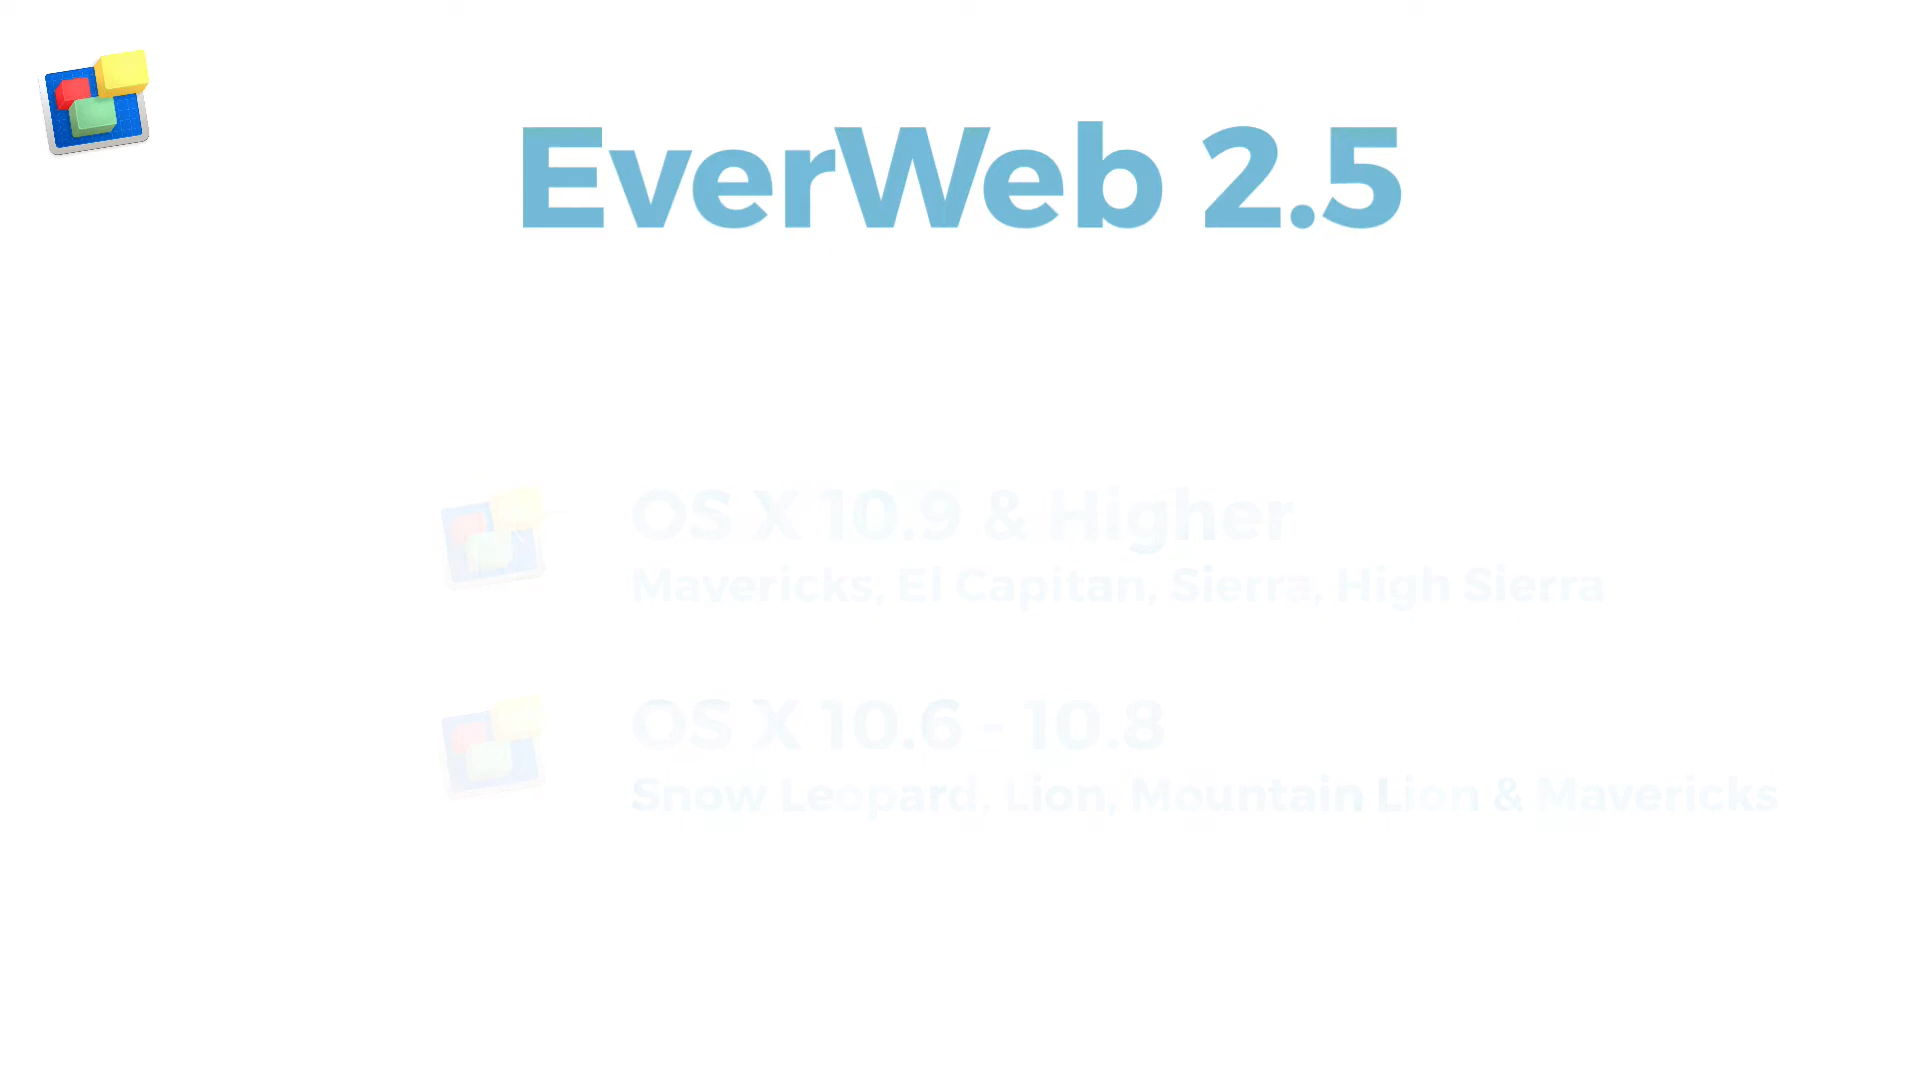 EverWeb 2.5
OS X 10.9 & Higher
Mavericks, El Capitan, Sierra, High Sierra
OS X 10.6 - 10.8
Snow Leopard, Lion, Mountain Lion & Mavericks